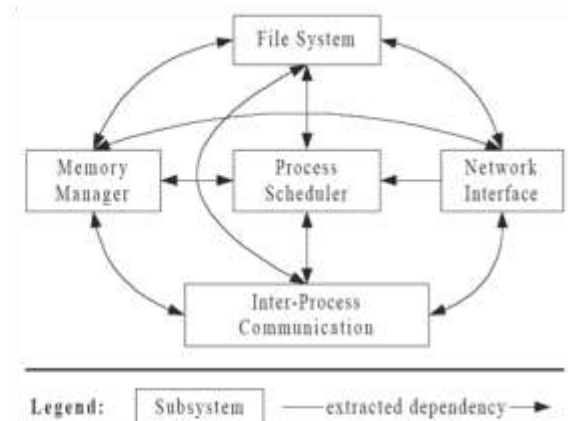 File System
Memory
Manager
Process
Scheduler
Network
Interface
Inter-Process
Communication
Legend: Subsystem extracted dependency